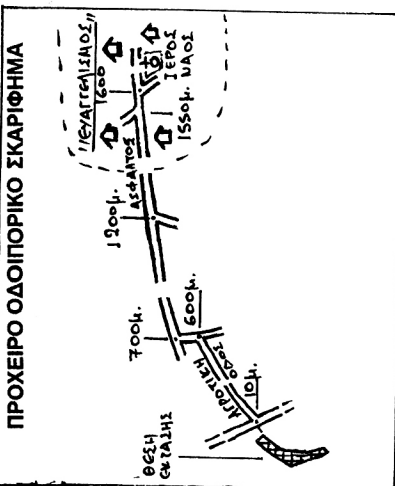 ΠΡΟΧΕΙΡΟ ΟΔΟΙΠΟΡΙΚΟ ΣΚΑΡΙΦΗΜΑ
"ΕΥΑΓΓΕΛΙΣΜΟΣ"
1600
ΙΕΡΟΣ
ΝΑΟΣ
1550μ.
ΑΣΦΑΛΤΟΣ
1200μ.
700μ.
600μ.
ΑΓΡΟΤΙΚΗ
ΟΔΟΣ
10μ.
ΘΕΣΗ
ΕΚΤΑΣΗΣ